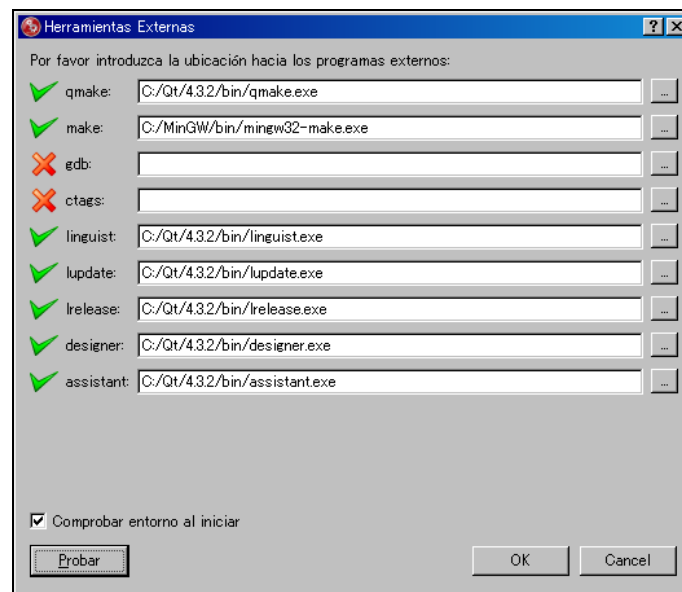 Herramientas Externas
Por favor introduzca la ubicación hacia los programas externos:
qmake: C:/Qt/4.3.2/bin/qmake.exe ...
make: C:/MinGW/bin/mingw32-make.exe ...
gdb: ...
ctags: ...
linguist: C:/Qt/4.3.2/bin/linguist.exe ...
lupdate: C:/Qt/4.3.2/bin/lupdate.exe ...
lrelease: C:/Qt/4.3.2/bin/lrelease.exe ...
designer: C:/Qt/4.3.2/bin/designer.exe ...
assistant: C:/Qt/4.3.2/bin/assistant.exe ...
Comprobar entorno al iniciar
Probar OK Cancel